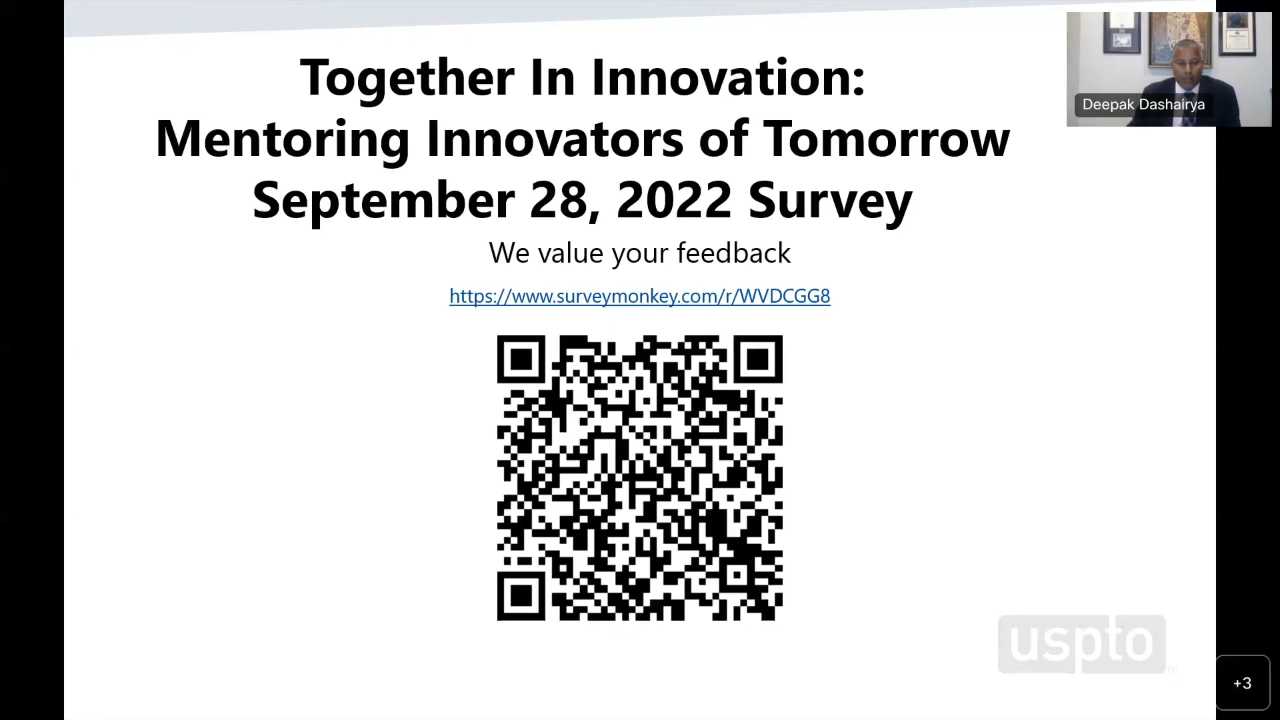 Together In Innovation:
Mentoring Innovators of Tomorrow
September 28, 2022 Survey
We value your feedback
https://www.surveymonkey.com/r/WVDCGG8
Deepak Dashairya
uspto
+3